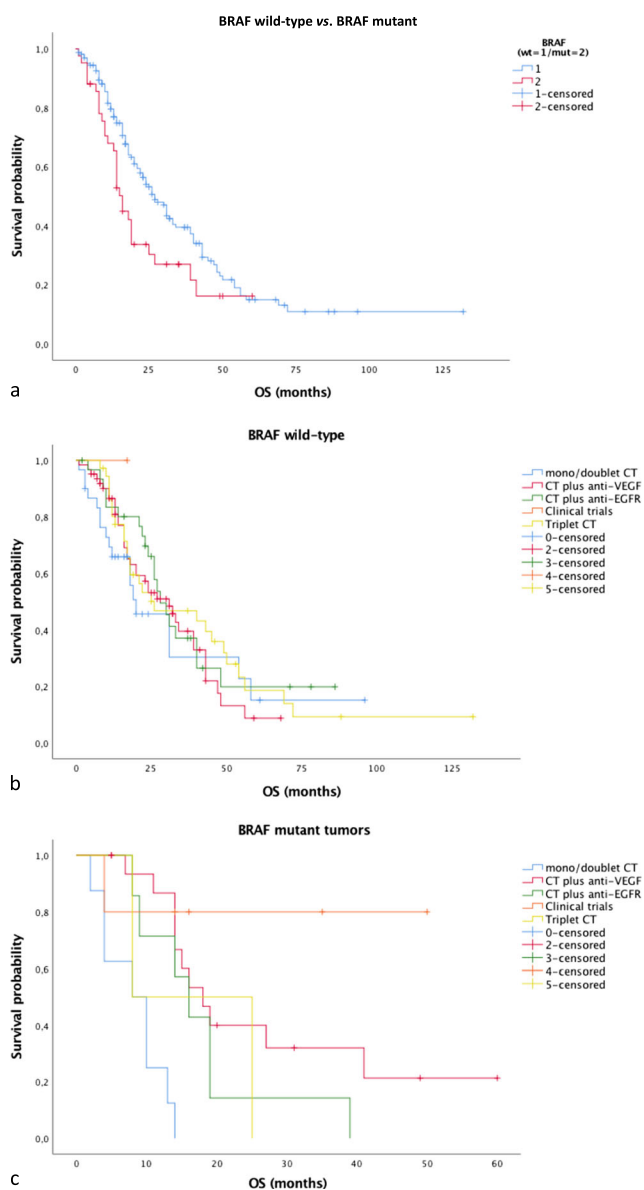 BRAF wild-type vs. BRAF mutant
BRAF
(wt=1/mut=2)
1
2
1-censored
2-censored
Survival probability
1,0
0,8
0,6
0,4
0,2
0,0
0 25 50 75 100 125
OS (months)
a
BRAF wild-type
mono/doublet CT
CT plus anti-VEGF
CT plus anti-EGFR
Clinical trials
Triplet CT
0-censored
2-censored
3-censored
4-censored
5-censored
Survival probability
1,0
0,8
0,6
0,4
0,2
0,0
0 25 50 75 100 125
OS (months)
b
BRAF mutant tumors
mono/doublet CT
CT plus anti-VEGF
CT plus anti-EGFR
Clinical trials
Triplet CT
0-censored
2-censored
3-censored
4-censored
5-censored
Survival probability
1,0
0,8
0,6
0,4
0,2
0,0
0 10 20 30 40 50 60
OS (months)
c